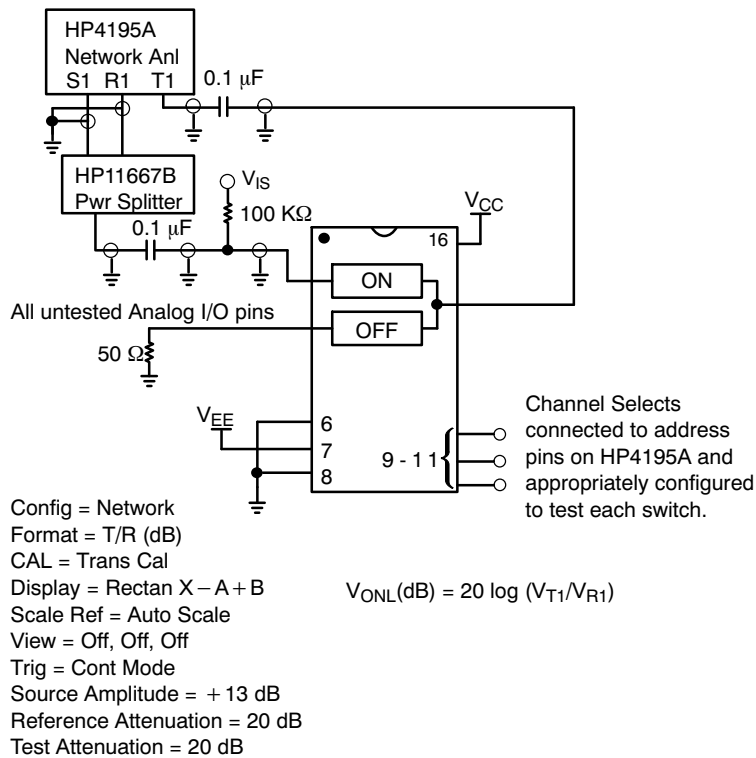 HP4195A
Network Anl
S1 R1 T1
0.1 μF
HP11667B
Pwr Splitter
V_IS
100 KΩ
0.1 μF
V_CC
16
ON
OFF
All untested Analog I/O pins
50 Ω
V_EE
6
7
8
9 - 1 1
Channel Selects
connected to address
pins on HP4195A and
appropriately configured
to test each switch.
Config = Network
Format = T/R (dB)
CAL = Trans Cal
Display = Rectan X − A + B
Scale Ref = Auto Scale
View = Off, Off, Off
Trig = Cont Mode
Source Amplitude = + 13 dB
Reference Attenuation = 20 dB
Test Attenuation = 20 dB
V_ONL(dB) = 20 log (V_T1/V_R1)